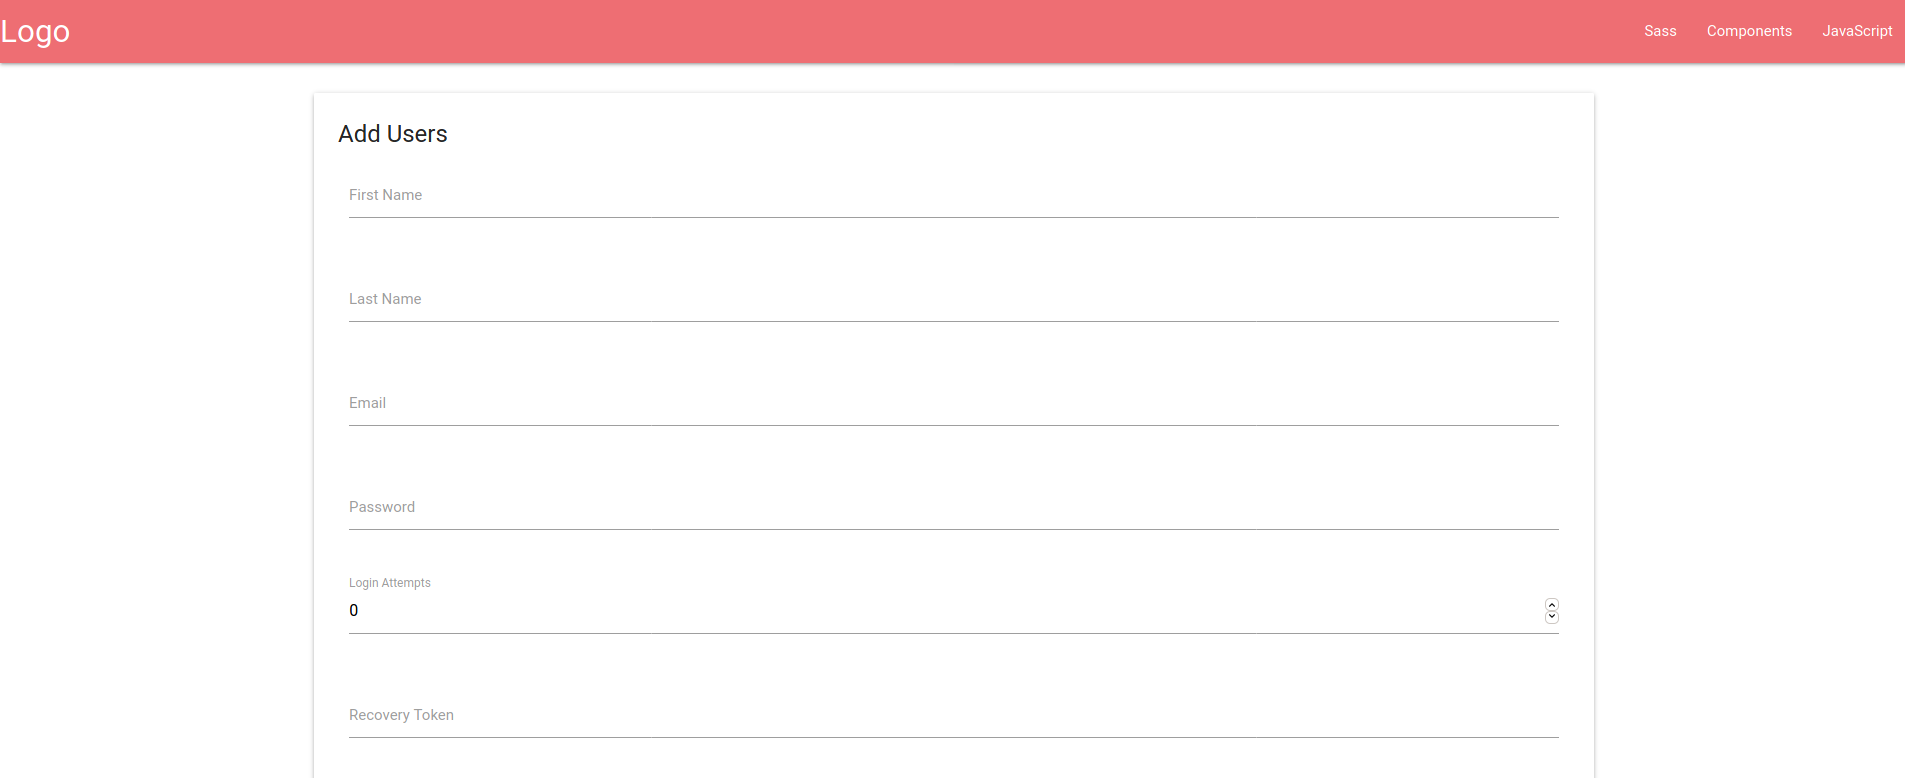 Logo
Sass Components JavaScript
Add Users
First Name
Last Name
Email
Password
Login Attempts
0
Recovery Token